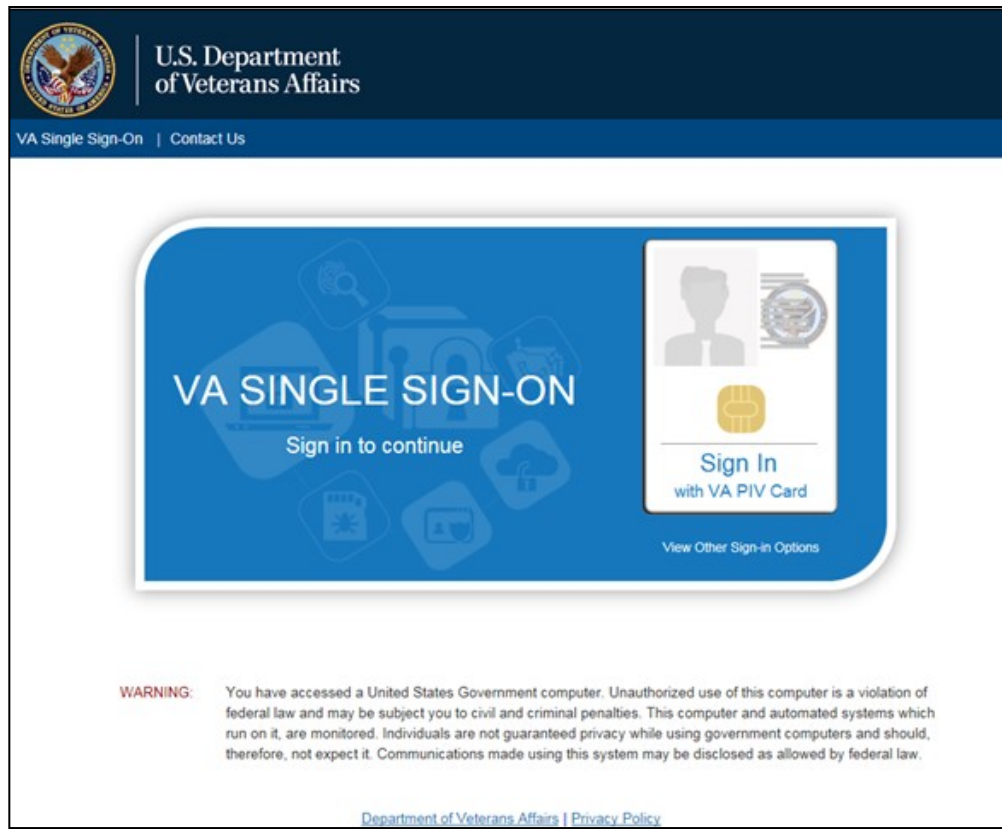 U.S. Department
of Veterans Affairs
VA Single Sign-On | Contact Us
VA SINGLE SIGN-ON
Sign in to continue
Sign In
with VA PIV Card
View Other Sign-in Options
WARNING: You have accessed a United States Government computer. Unauthorized use of this computer is a violation of
federal law and may be subject you to civil and criminal penalties. This computer and automated systems which
run on it, are monitored. Individuals are not guaranteed privacy while using government computers and should,
therefore, not expect it. Communications made using this system may be disclosed as allowed by federal law.
Department of Veterans Affairs | Privacy Policy